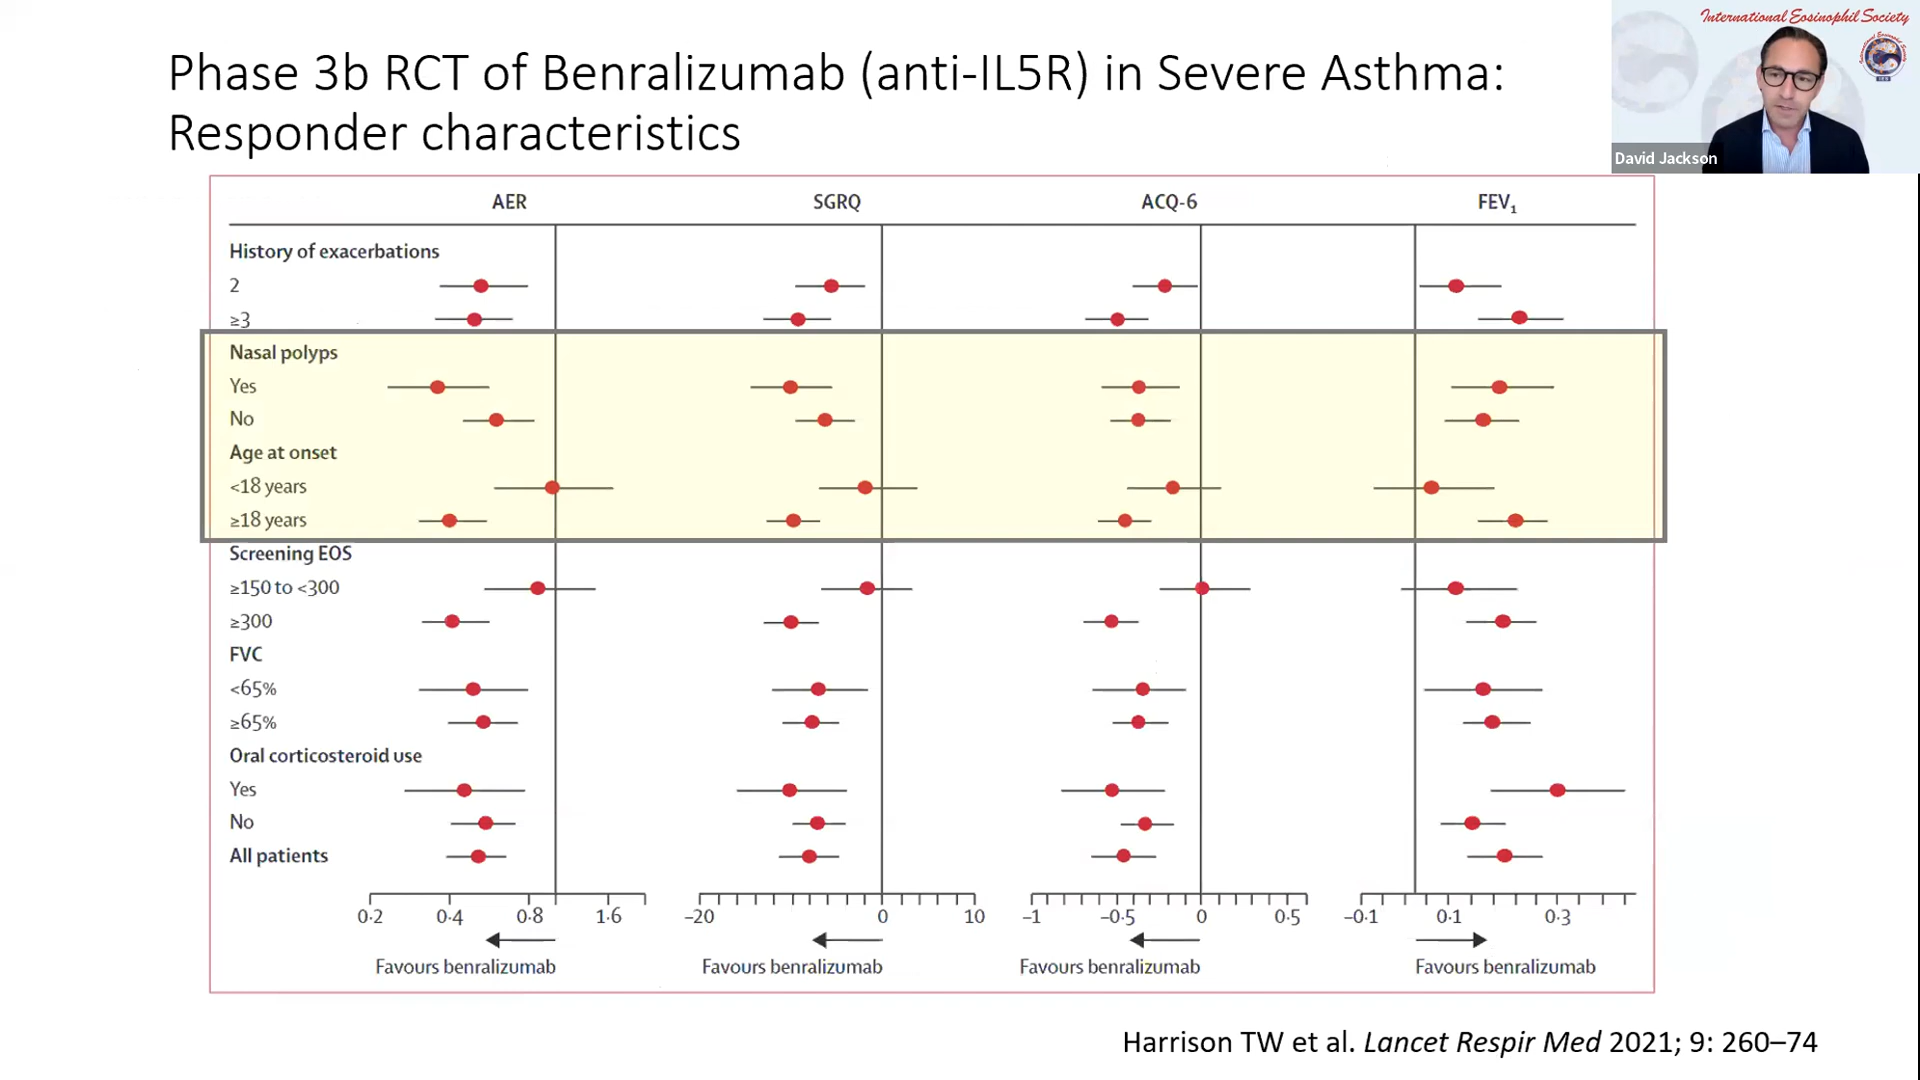 International Eosinophil Society
David Jackson
Phase 3b RCT of Benralizumab (anti-IL5R) in Severe Asthma:
Responder characteristics
AER SGRQ ACQ-6 FEV₁
History of exacerbations
2
≥3
Nasal polyps
Yes
No
Age at onset
<18 years
≥18 years
Screening EOS
≥150 to <300
≥300
FVC
<65%
≥65%
Oral corticosteroid use
Yes
No
All patients
0·2 0·4 0·8 1·6 −20 0 10 −1 −0·5 0 0·5 −0·1 0·1 0·3
Favours benralizumab Favours benralizumab Favours benralizumab Favours benralizumab
Harrison TW et al. Lancet Respir Med 2021; 9: 260–74